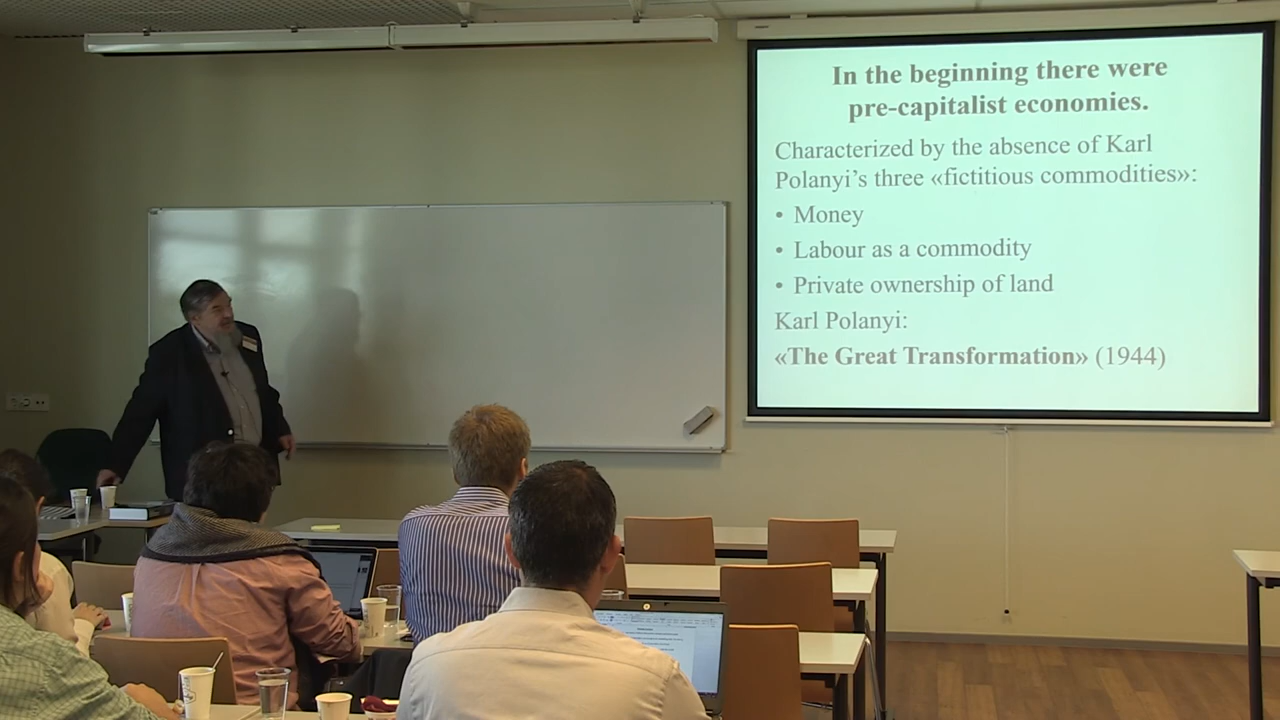 In the beginning there were
pre-capitalist economies.
Characterized by the absence of Karl
Polanyi’s three «fictitious commodities»:
• Money
• Labour as a commodity
• Private ownership of land
Karl Polanyi:
«The Great Transformation» (1944)